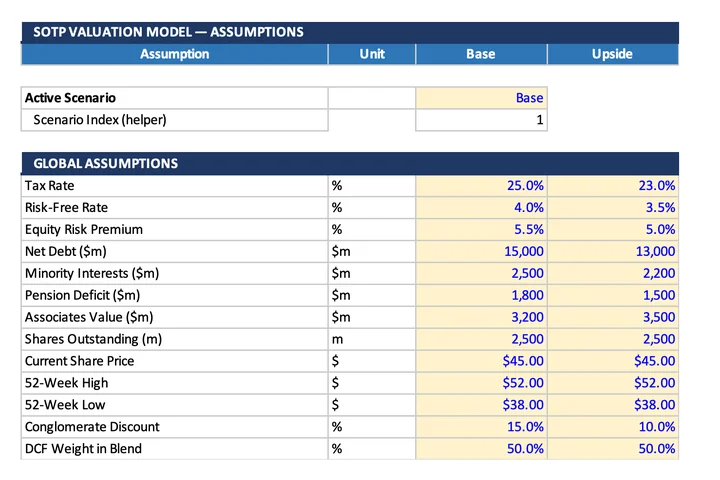 SOTP VALUATION MODEL — ASSUMPTIONS
Assumption Unit Base Upside
Active Scenario Base
Scenario Index (helper) 1
GLOBAL ASSUMPTIONS
Tax Rate % 25.0% 23.0%
Risk-Free Rate % 4.0% 3.5%
Equity Risk Premium % 5.5% 5.0%
Net Debt ($m) $m 15,000 13,000
Minority Interests ($m) $m 2,500 2,200
Pension Deficit ($m) $m 1,800 1,500
Associates Value ($m) $m 3,200 3,500
Shares Outstanding (m) m 2,500 2,500
Current Share Price $ $45.00 $45.00
52-Week High $ $52.00 $52.00
52-Week Low $ $38.00 $38.00
Conglomerate Discount % 15.0% 10.0%
DCF Weight in Blend % 50.0% 50.0%